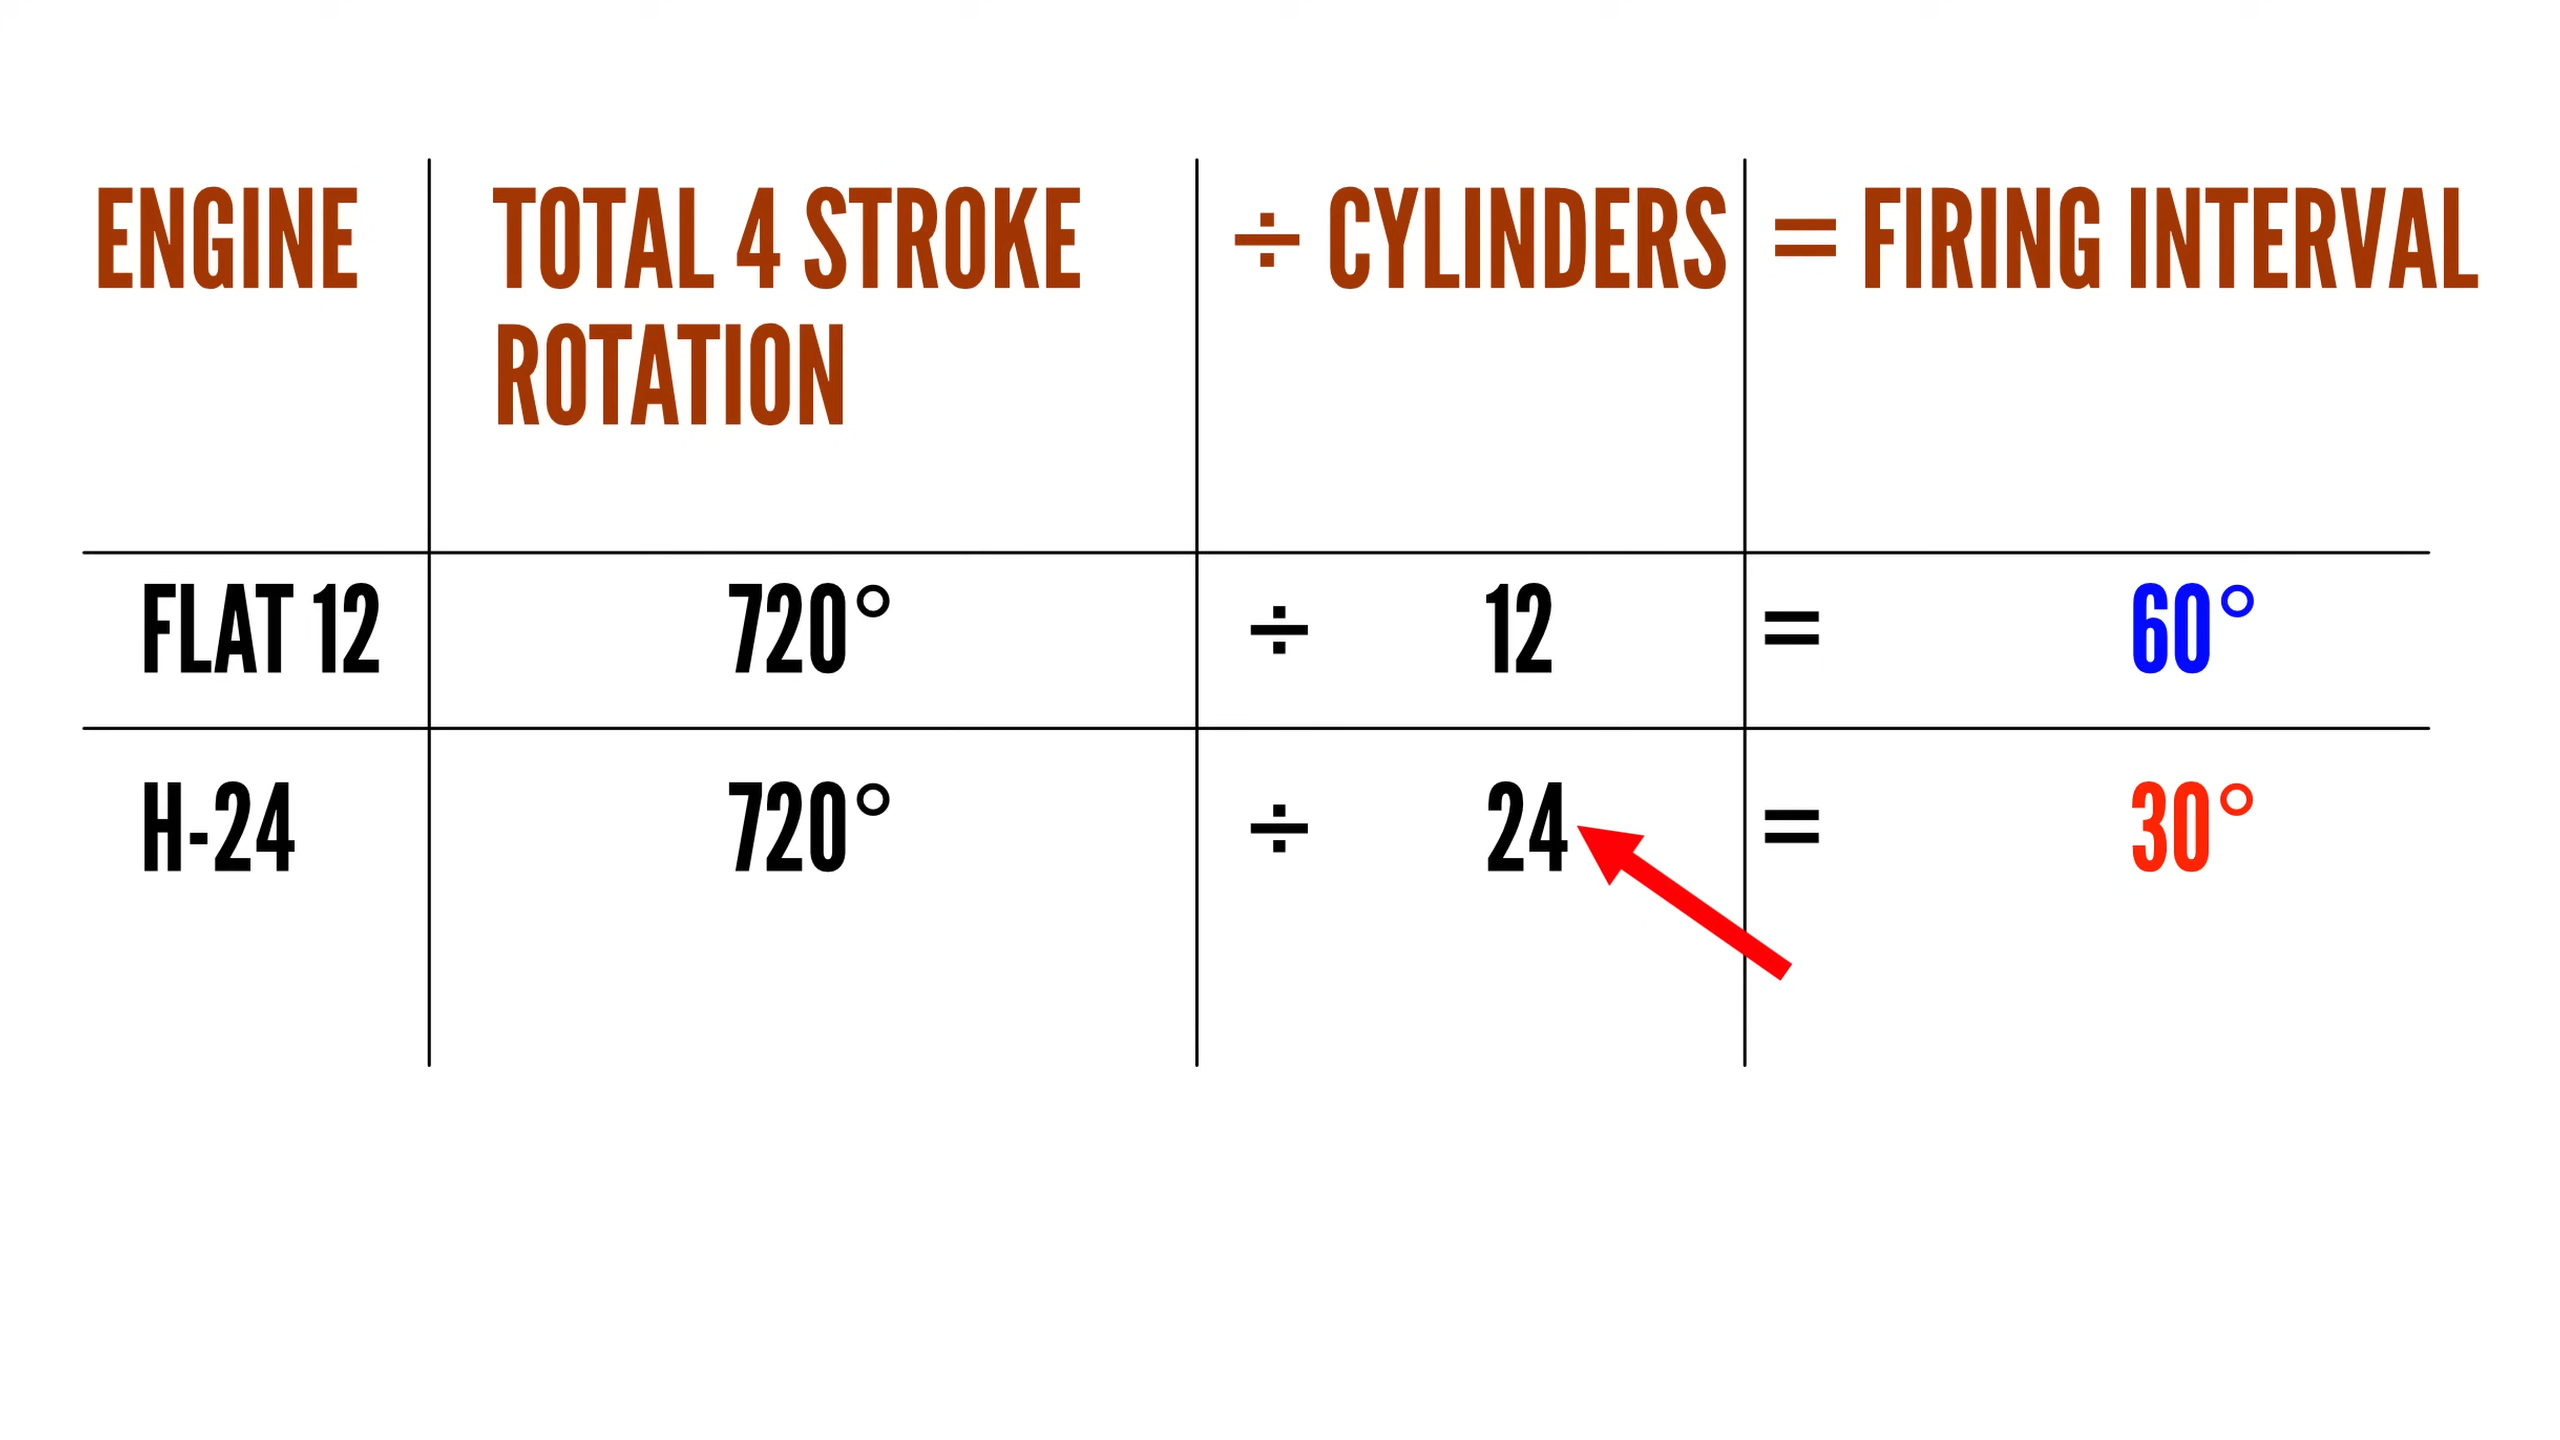 ENGINE TOTAL 4 STROKE ÷ CYLINDERS = FIRING INTERVAL
ROTATION
FLAT 12 720° ÷ 12 = 60°
H-24 720° ÷ 24 = 30°